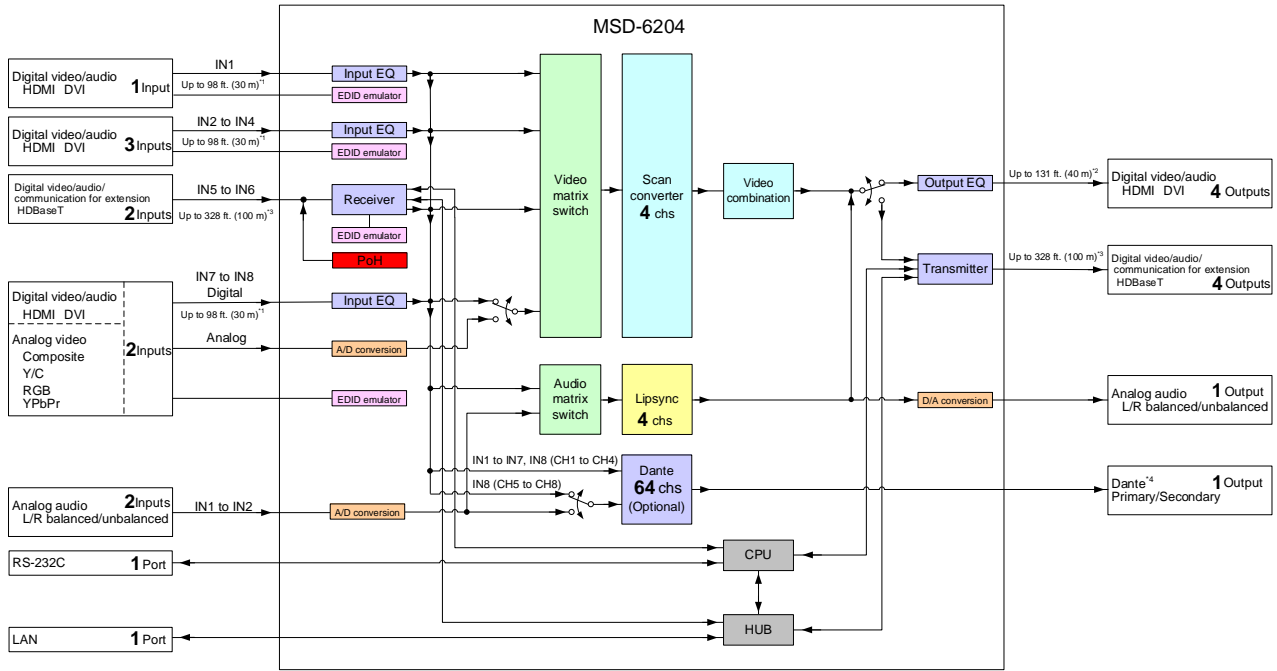 MSD-6204
Digital video/audio
HDMI DVI
1 Input
IN1
Up to 98 ft. (30 m)*1
Input EQ
EDID emulator
Digital video/audio
HDMI DVI
3 Inputs
IN2 to IN4
Up to 98 ft. (30 m)*1
Input EQ
EDID emulator
Digital video/audio/
communication for extension
HDBaseT
2 Inputs
IN5 to IN6
Up to 328 ft. (100 m)*3
Receiver
EDID emulator
PoH
Digital video/audio
HDMI DVI
Analog video
Composite
Y/C
RGB
YPbPr
2 Inputs
IN7 to IN8
Digital
Up to 98 ft. (30 m)*1
Analog
Input EQ
A/D conversion
EDID emulator
Video
matrix
switch
Scan
converter
4 chs
Video
combination
Output EQ
Up to 131 ft. (40 m)*2
Digital video/audio
HDMI DVI
4 Outputs
Transmitter
Up to 328 ft. (100 m)*3
Digital video/audio/
communication for extension
HDBaseT
4 Outputs
Audio
matrix
switch
Lipsync
4 chs
D/A conversion
Analog audio
1 Output
L/R balanced/unbalanced
IN1 to IN7, IN8 (CH1 to CH4)
IN8 (CH5 to CH8)
Dante
64 chs
(Optional)
Dante*4
1 Output
Primary/Secondary
Analog audio
2 Inputs
L/R balanced/unbalanced
IN1 to IN2
A/D conversion
RS-232C
1 Port
CPU
LAN
1 Port
HUB